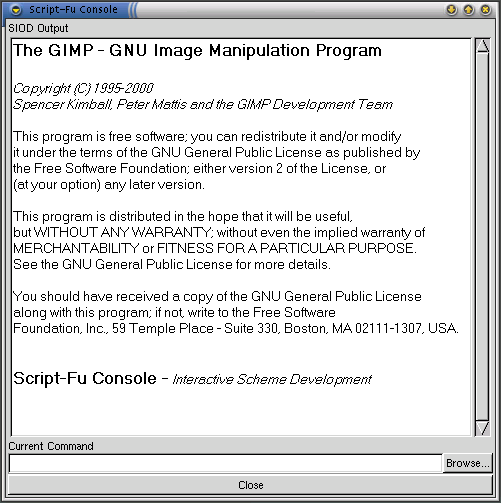 Script-Fu Console
SIOD Output
The GIMP - GNU Image Manipulation Program
Copyright (C) 1995-2000
Spencer Kimball, Peter Mattis and the GIMP Development Team
This program is free software; you can redistribute it and/or modify
it under the terms of the GNU General Public License as published by
the Free Software Foundation; either version 2 of the License, or
(at your option) any later version.
This program is distributed in the hope that it will be useful,
but WITHOUT ANY WARRANTY; without even the implied warranty of
MERCHANTABILITY or FITNESS FOR A PARTICULAR PURPOSE.
See the GNU General Public License for more details.
You should have received a copy of the GNU General Public License
along with this program; if not, write to the Free Software
Foundation, Inc., 59 Temple Place - Suite 330, Boston, MA 02111-1307, USA.
Script-Fu Console - Interactive Scheme Development
Current Command
Browse...
Close